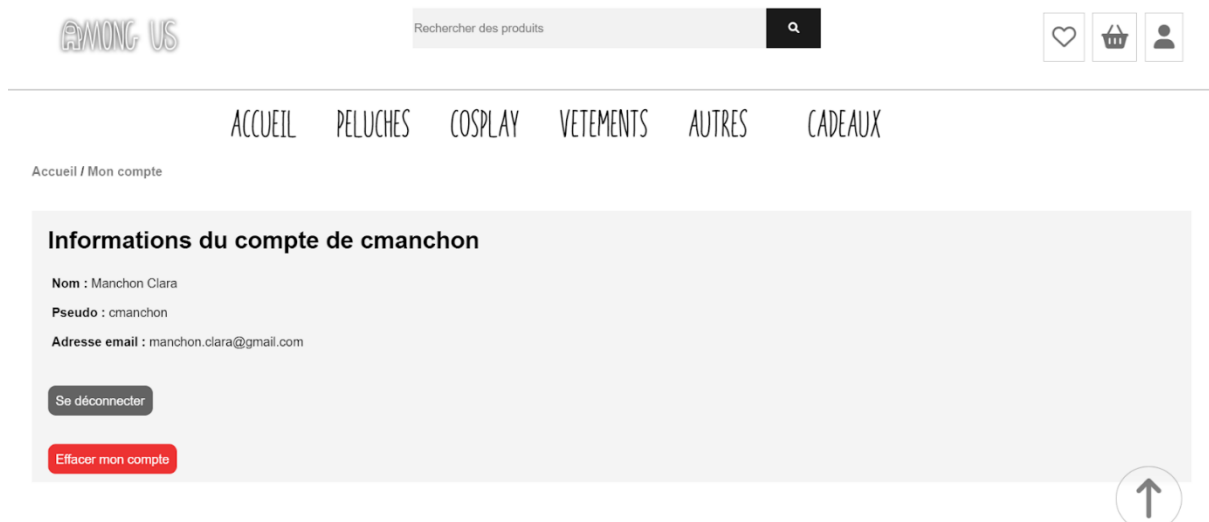 AMONG US
Rechercher des produits
ACCUEIL PELUCHES COSPLAY VETEMENTS AUTRES CADEAUX
Accueil / Mon compte
Informations du compte de cmanchon
Nom : Manchon Clara
Pseudo : cmanchon
Adresse email : manchon.clara@gmail.com
Se déconnecter
Effacer mon compte